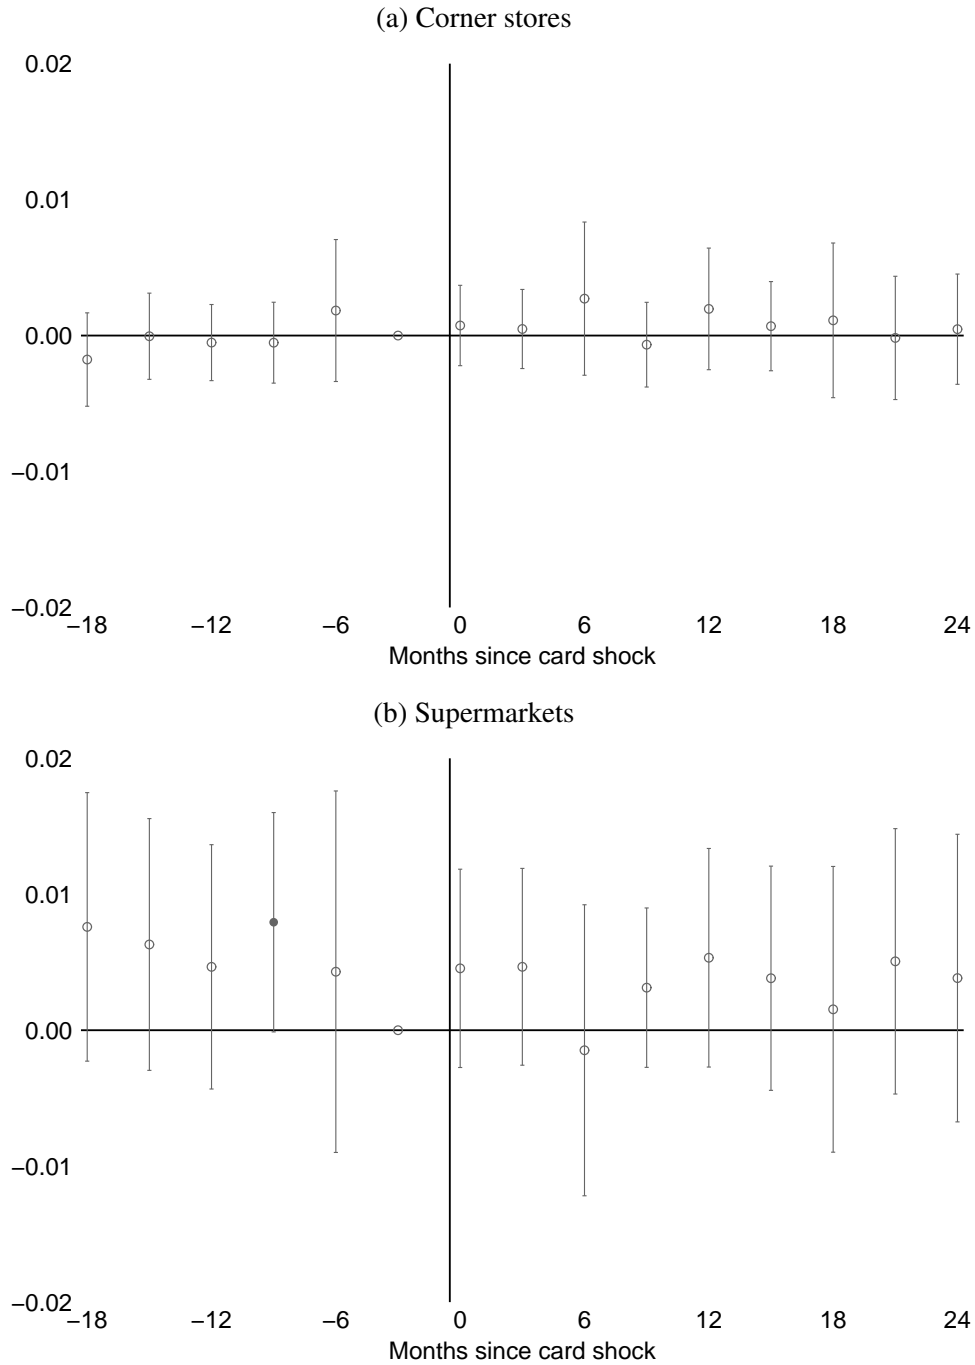 (a) Corner stores
0.02
0.01
0.00
−0.01
−0.02
−18 −12 −6 0 6 12 18 24
Months since card shock
(b) Supermarkets
0.02
0.01
0.00
−0.01
−0.02
−18 −12 −6 0 6 12 18 24
Months since card shock